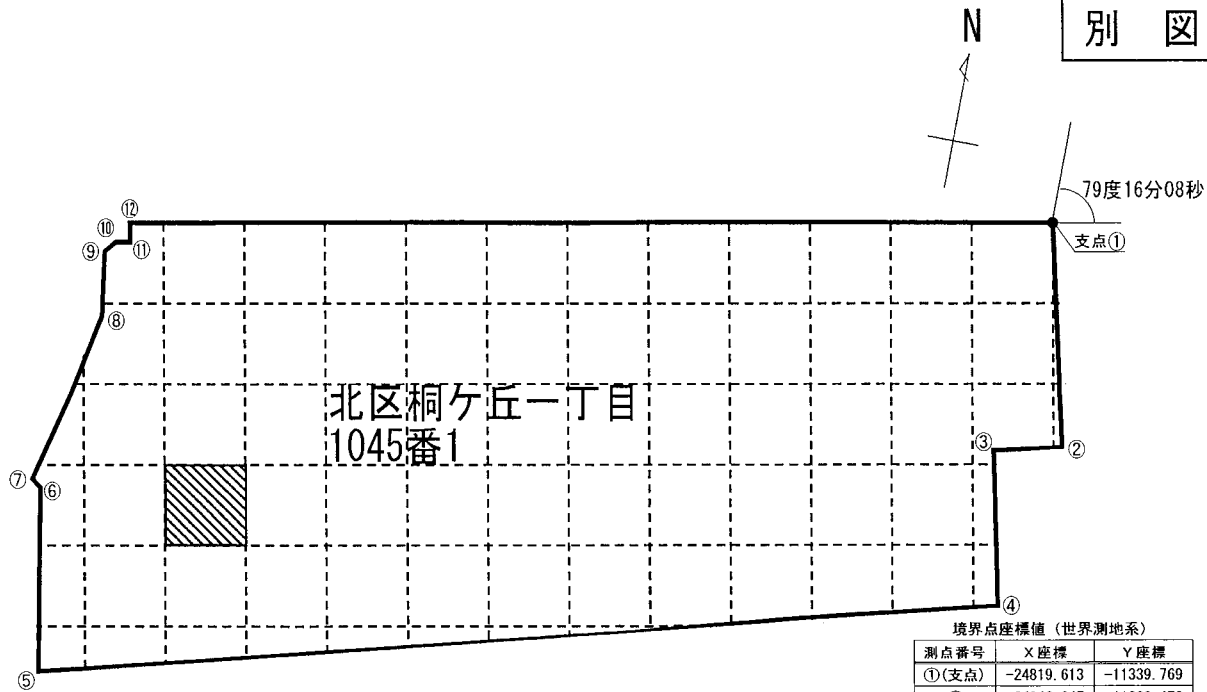 別 図
N
79度16分08秒
支点①
⑫
⑩
⑪
⑨
⑧
北区桐ケ丘一丁目
1045番1
③
②
⑦
⑥
④
⑤
境界点座標値（世界測地系）
測点番号 X座標 Y座標
①(支点) -24819.613 -11339.769